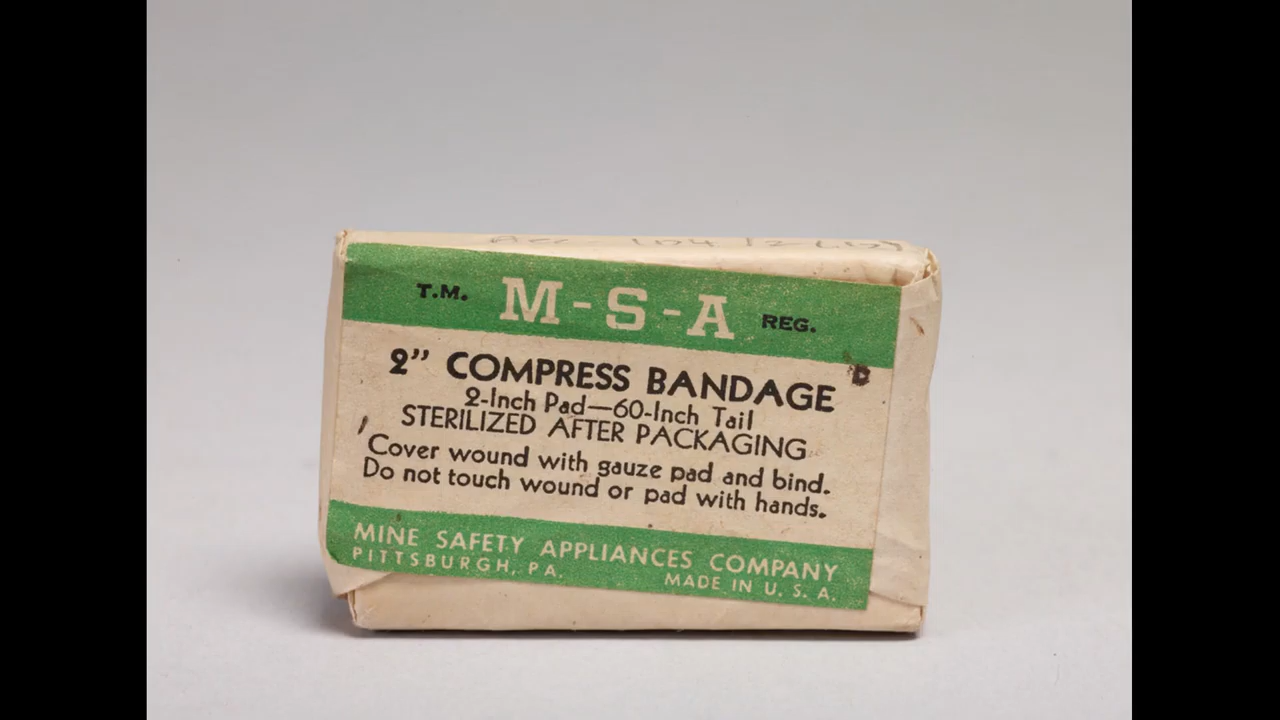 T.M. M-S-A REG.
2" COMPRESS BANDAGE
2-Inch Pad—60-Inch Tail
STERILIZED AFTER PACKAGING
Cover wound with gauze pad and bind.
Do not touch wound or pad with hands.
MINE SAFETY APPLIANCES COMPANY
PITTSBURGH, PA. MADE IN U. S. A.